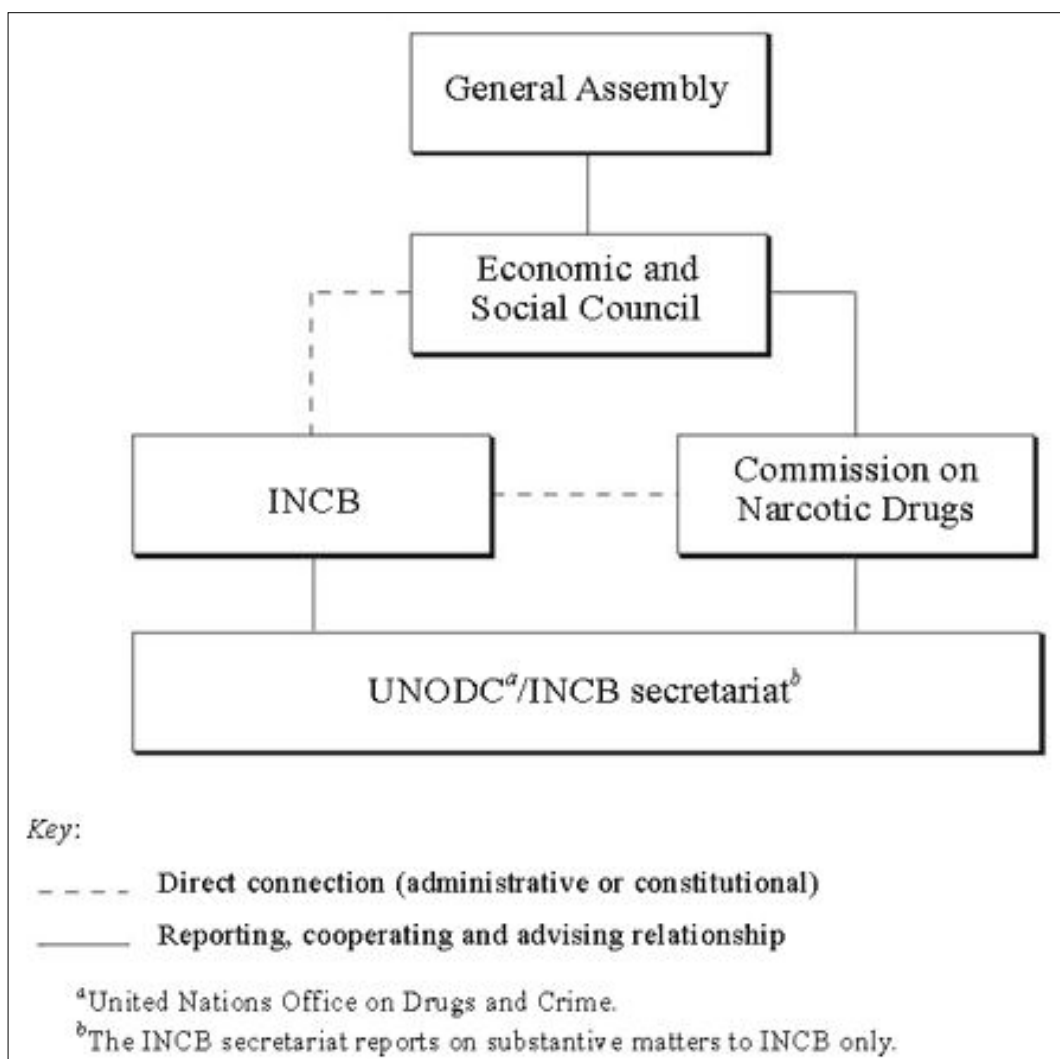 General Assembly
Economic and
Social Council
INCB
Commission on
Narcotic Drugs
UNODCᵃ/INCB secretariatᵇ
Key:
Direct connection (administrative or constitutional)
Reporting, cooperating and advising relationship
ᵃUnited Nations Office on Drugs and Crime.
ᵇThe INCB secretariat reports on substantive matters to INCB only.